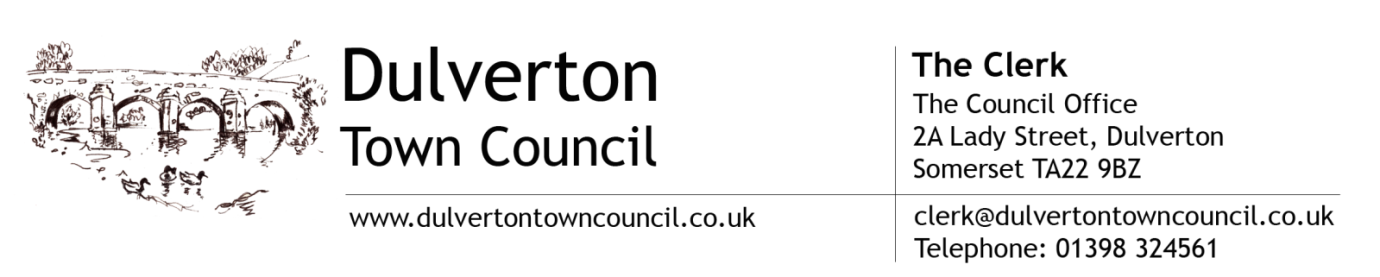 Dulverton
Town Council
www.dulvertontowncouncil.co.uk
The Clerk
The Council Office
2A Lady Street, Dulverton
Somerset TA22 9BZ
clerk@dulvertontowncouncil.co.uk
Telephone: 01398 324561